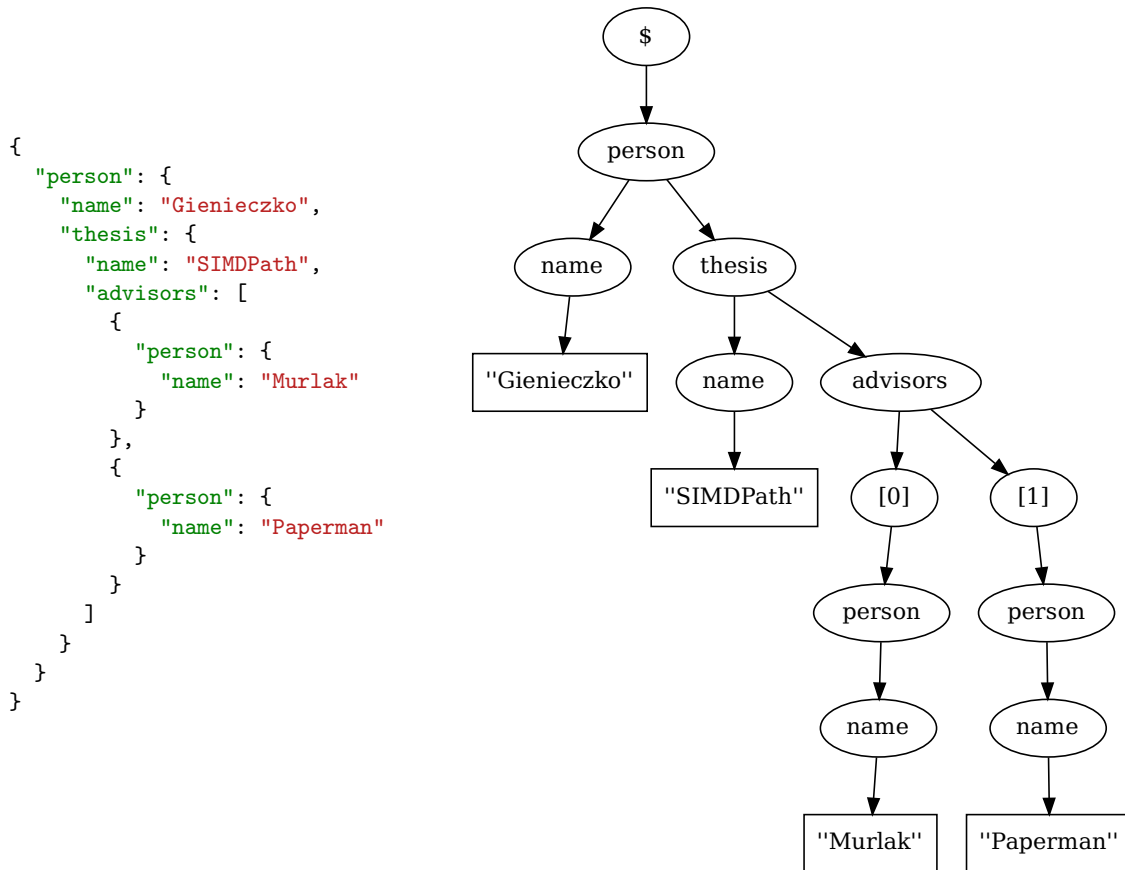 {
  "person": {
    "name": "Gienieczko",
    "thesis": {
      "name": "SIMDPath",
      "advisors": [
        {
          "person": {
            "name": "Murlak"
          }
        },
        {
          "person": {
            "name": "Paperman"
          }
        }
      ]
    }
  }
}
$
person
name thesis
"Gienieczko" name advisors
"SIMDPath" [0] [1]
person person
name name
"Murlak" "Paperman"